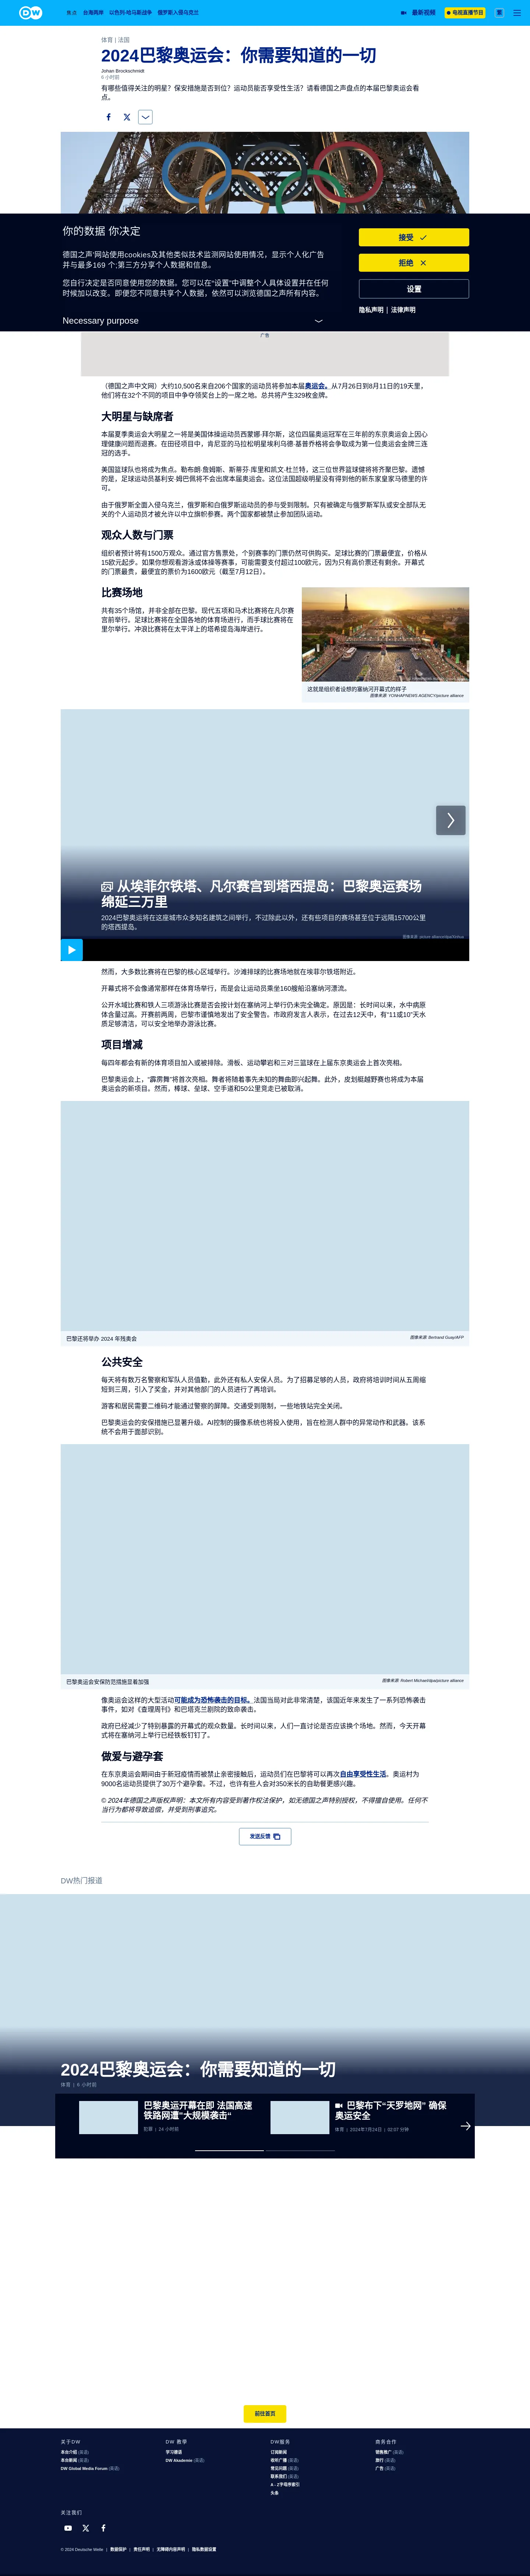 DW
焦点
台海两岸
以色列-哈马斯战争
俄罗斯入侵乌克兰
最新视频
电视直播节目
繁
体育 | 法国
2024巴黎奥运会：你需要知道的一切
Johan Brockschmidt
6 小时前
有哪些值得关注的明星？保安措施是否到位？运动员能否享受性生活？请看德国之声盘点的本届巴黎奥运会看
点。
你的数据 你决定
德国之声'网站使用cookies及其他类似技术监测网站使用情况，显示个人化广告
并与最多169 个;第三方分享个人数据和信息。
您自行决定是否同意使用您的数据。您可以在“设置”中调整个人具体设置并在任何
时候加以改变。即便您不同意共享个人数据，依然可以浏览德国之声所有内容。
Necessary purpose
接受
拒绝
设置
隐私声明 | 法律声明
广告
（德国之声中文网）大约10,500名来自206个国家的运动员将参加本届奥运会。从7月26日到8月11日的19天里，
他们将在32个不同的项目中争夺领奖台上的一席之地。总共将产生329枚金牌。
大明星与缺席者
本届夏季奥运会大明星之一将是美国体操运动员西蒙娜·拜尔斯，这位四届奥运冠军在三年前的东京奥运会上因心
理健康问题而退赛。在田径项目中，肯尼亚的马拉松明星埃利乌德·基普乔格将会争取成为第一位奥运会金牌三连
冠的选手。
美国篮球队也将成为焦点。勒布朗·詹姆斯、斯蒂芬·库里和凯文·杜兰特，这三位世界篮球健将将齐聚巴黎。遗憾
的是，足球运动员基利安·姆巴佩将不会出席本届奥运会。这位法国超级明星没有得到他的新东家皇家马德里的许
可。
由于俄罗斯全面入侵乌克兰，俄罗斯和白俄罗斯运动员的参与受到限制。只有被确定与俄罗斯军队或安全部队无
关的个人运动员才被允许以中立旗帜参赛。两个国家都被禁止参加团队运动。
观众人数与门票
组织者预计将有1500万观众。通过官方售票处，个别赛事的门票仍然可供购买。足球比赛的门票最便宜，价格从
15欧元起步。如果你想观看游泳或体操等赛事，可能需要支付超过100欧元，因为只有高价票还有剩余。开幕式
的门票最贵，最便宜的票价为1600欧元（截至7月12日）。
比赛场地
共有35个场馆，并非全部在巴黎。现代五项和马术比赛将在凡尔赛
宫前举行。足球比赛将在全国各地的体育场进行，而手球比赛将在
里尔举行。冲浪比赛将在太平洋上的塔希提岛海岸进行。
这就是组织者设想的塞纳河开幕式的样子
图像来源: YONHAPNEWS AGENCY/picture alliance
从埃菲尔铁塔、凡尔赛宫到塔西提岛：巴黎奥运赛场
绵延三万里
2024巴黎奥运将在这座城市众多知名建筑之间举行，不过除此以外，还有些项目的赛场甚至位于远隔15700公里
的塔西提岛。
然而，大多数比赛将在巴黎的核心区域举行。沙滩排球的比赛场地就在埃菲尔铁塔附近。
开幕式将不会像通常那样在体育场举行，而是会让运动员乘坐160艘船沿塞纳河漂流。
公开水域比赛和铁人三项游泳比赛是否会按计划在塞纳河上举行仍未完全确定。原因是：长时间以来，水中病原
体含量过高。开赛前两周，巴黎市谨慎地发出了安全警告。市政府发言人表示，在过去12天中，有“11或10”天水
质足够清洁，可以安全地举办游泳比赛。
项目增减
每四年都会有新的体育项目加入或被排除。滑板、运动攀岩和三对三篮球在上届东京奥运会上首次亮相。
巴黎奥运会上，“霹雳舞”将首次亮相。舞者将随着事先未知的舞曲即兴起舞。此外，皮划艇越野赛也将成为本届
奥运会的新项目。然而，棒球、垒球、空手道和50公里竞走已被取消。
巴黎还将举办 2024 年残奥会
图像来源: Bertrand Guay/AFP
公共安全
每天将有数万名警察和军队人员值勤，此外还有私人安保人员。为了招募足够的人员，政府将培训时间从五周缩
短到三周，引入了奖金，并对其他部门的人员进行了再培训。
游客和居民需要二维码才能通过警察的屏障。交通受到限制，一些地铁站完全关闭。
巴黎奥运会的安保措施已显著升级。AI控制的摄像系统也将投入使用，旨在检测人群中的异常动作和武器。该系
统不会用于面部识别。
巴黎奥运会安保防范措施显着加强
图像来源: Robert Michael/dpa/picture alliance
像奥运会这样的大型活动可能成为恐怖袭击的目标。法国当局对此非常清楚，该国近年来发生了一系列恐怖袭击
事件，如对《查理周刊》和巴塔克兰剧院的致命袭击。
政府已经减少了特别暴露的开幕式的观众数量。长时间以来，人们一直讨论是否应该换个场地。然而，今天开幕
式将在塞纳河上举行已经铁板钉钉了。
做爱与避孕套
在东京奥运会期间由于新冠疫情而被禁止亲密接触后，运动员们在巴黎将可以再次自由享受性生活。奥运村为
9000名运动员提供了30万个避孕套。不过，也许有些人会对350米长的自助餐更感兴趣。
© 2024年德国之声版权声明：本文所有内容受到著作权法保护，如无德国之声特别授权，不得擅自使用。任何不
当行为都将导致追偿，并受到刑事追究。
发送反馈
DW热门报道
2024巴黎奥运会：你需要知道的一切
体育 | 6 小时前
巴黎奥运开幕在即 法国高速
铁路网遭"大规模袭击"
犯罪 | 24 小时前
巴黎布下“天罗地网” 确保
奥运安全
体育 | 2024年7月24日 | 02:57 分钟
前往首页
关于DW
本台介绍 (英语)
本台新闻 (英语)
DW Global Media Forum (英语)
DW 教学
学习德语
DW Akademie (英语)
DW服务
订阅新闻
收听广播 (英语)
常见问题 (英语)
联系我们 (英语)
A - Z字母序索引
头条
商务合作
销售推广 (英语)
旅行 (英语)
广告 (英语)
关注我们
© 2024 Deutsche Welle | 数据保护 | 责任声明 | 无障碍内容声明 | 隐私数据设置